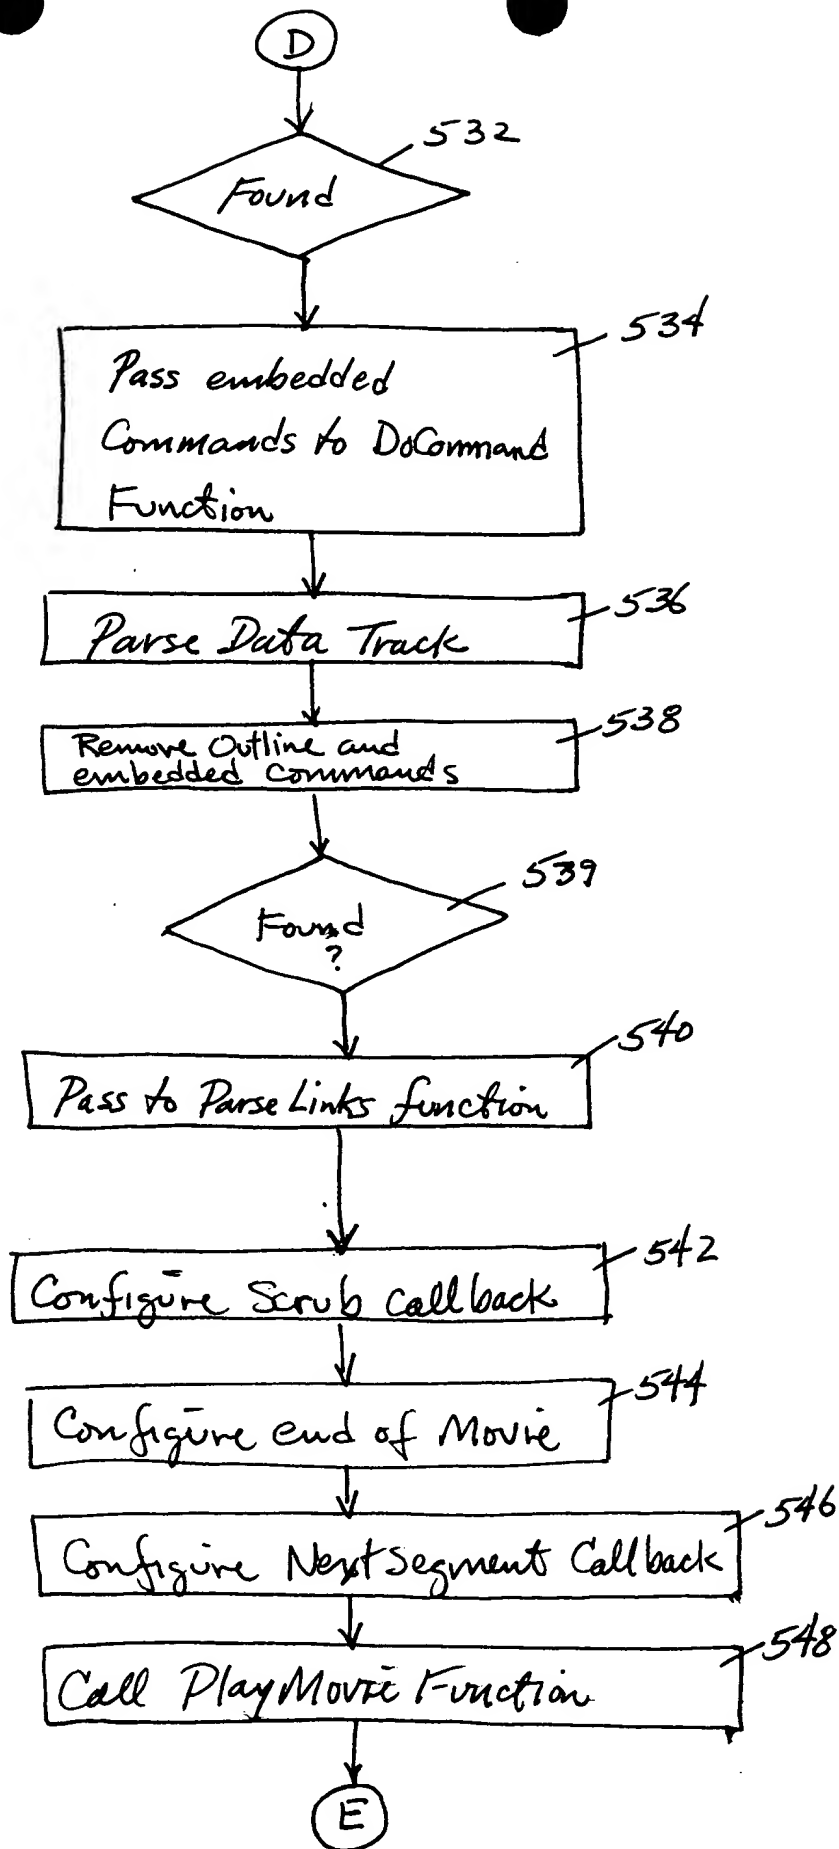 D
532
Found
534
Pass embedded
Commands to DoCommand
Function
536
Parse Data Track
538
Remove Outline and
embedded Commands
539
Found
?
540
Pass to Parse Links function
542
Configure Scrub Callback
544
Configure end of Movie
546
Configure NextSegment Callback
548
Call PlayMovie Function
E